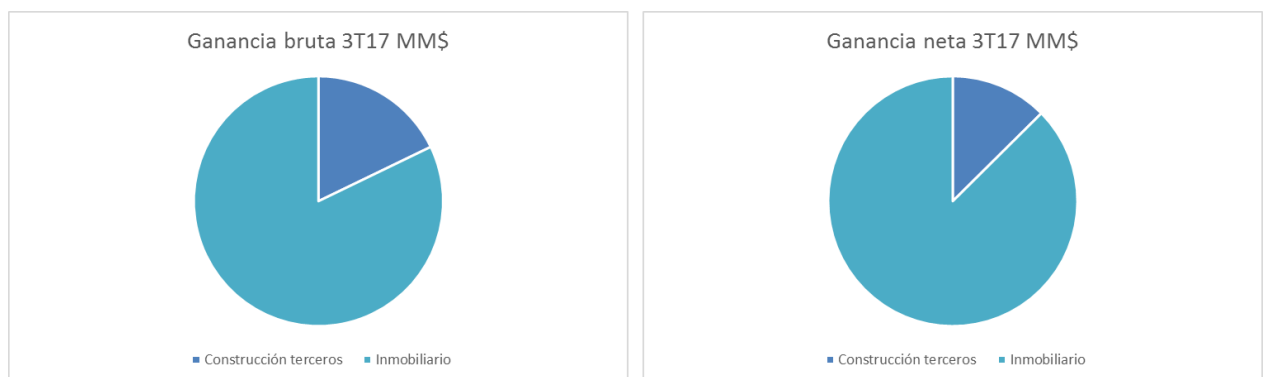 Ganancia bruta 3T17 MM$
Construcción terceros Inmobiliario
Ganancia neta 3T17 MM$
Construcción terceros Inmobiliario